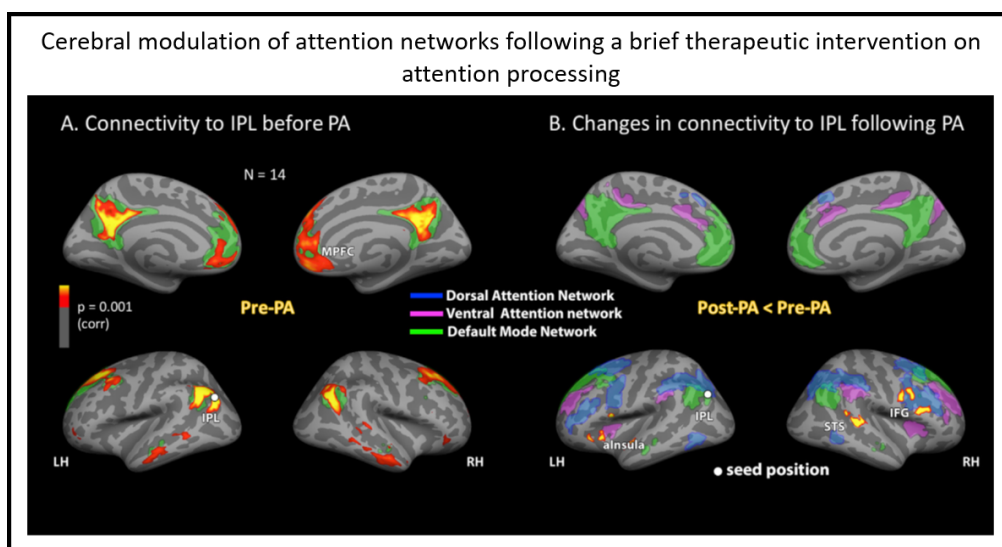 Cerebral modulation of attention networks following a brief therapeutic intervention on
attention processing
A. Connectivity to IPL before PA
B. Changes in connectivity to IPL following PA
N = 14
MPFC
p = 0.001
(corr)
Pre-PA
Dorsal Attention Network
Ventral Attention network
Default Mode Network
Post-PA < Pre-PA
IPL
LH
RH
aInsula
IPL
STS
IFG
LH
RH
seed position